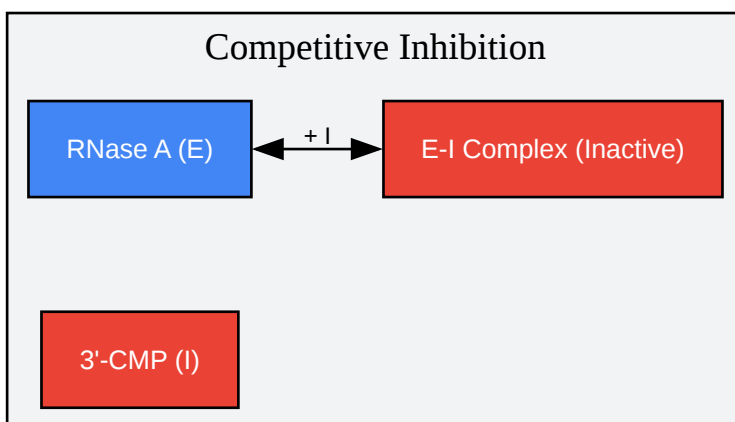 Competitive Inhibition
RNase A (E)
+ I
E-I Complex (Inactive)
3'-CMP (I)